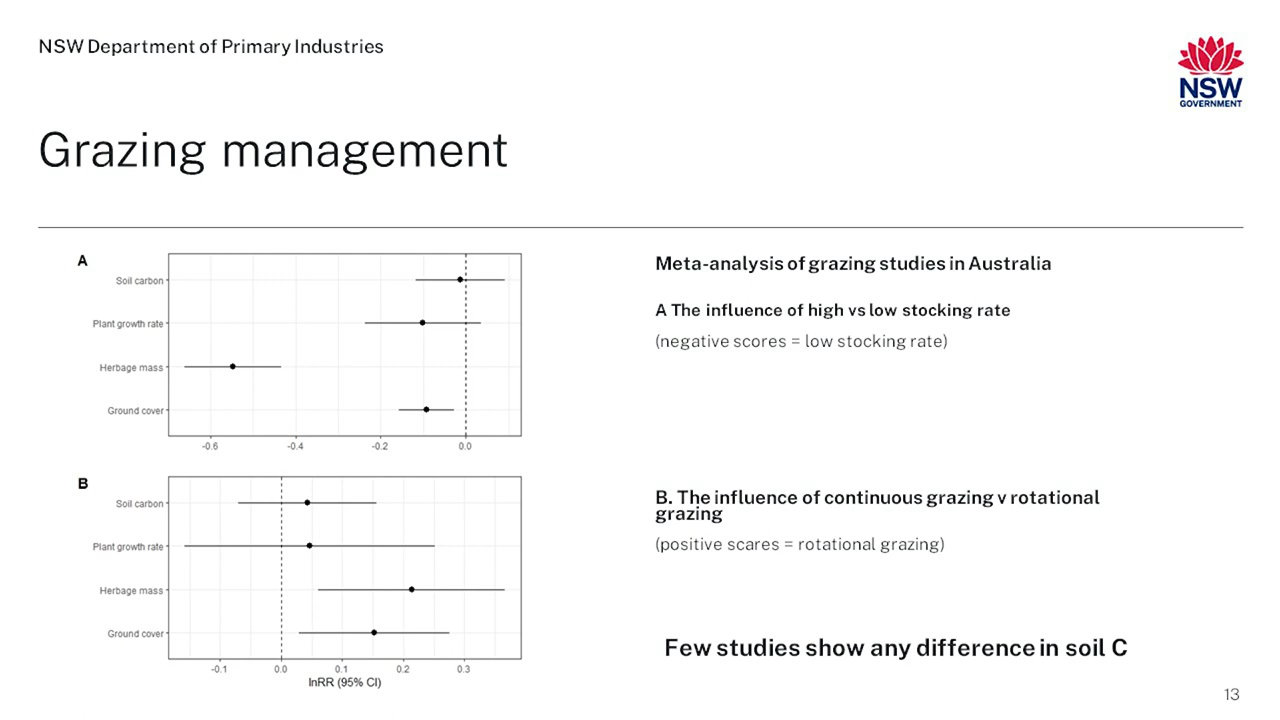 NSW Department of Primary Industries
NSW
GOVERNMENT
Grazing management
A
Soil carbon
Plant growth rate
Herbage mass
Ground cover
-0.6 -0.4 -0.2 0.0
Meta-analysis of grazing studies in Australia
A The influence of high vs low stocking rate
(negative scores = low stocking rate)
B
Soil carbon
Plant growth rate
Herbage mass
Ground cover
-0.1 0.0 0.1 0.2 0.3
lnRR (95% CI)
B. The influence of continuous grazing v rotational
grazing
(positive scares = rotational grazing)
Few studies show any difference in soil C
13